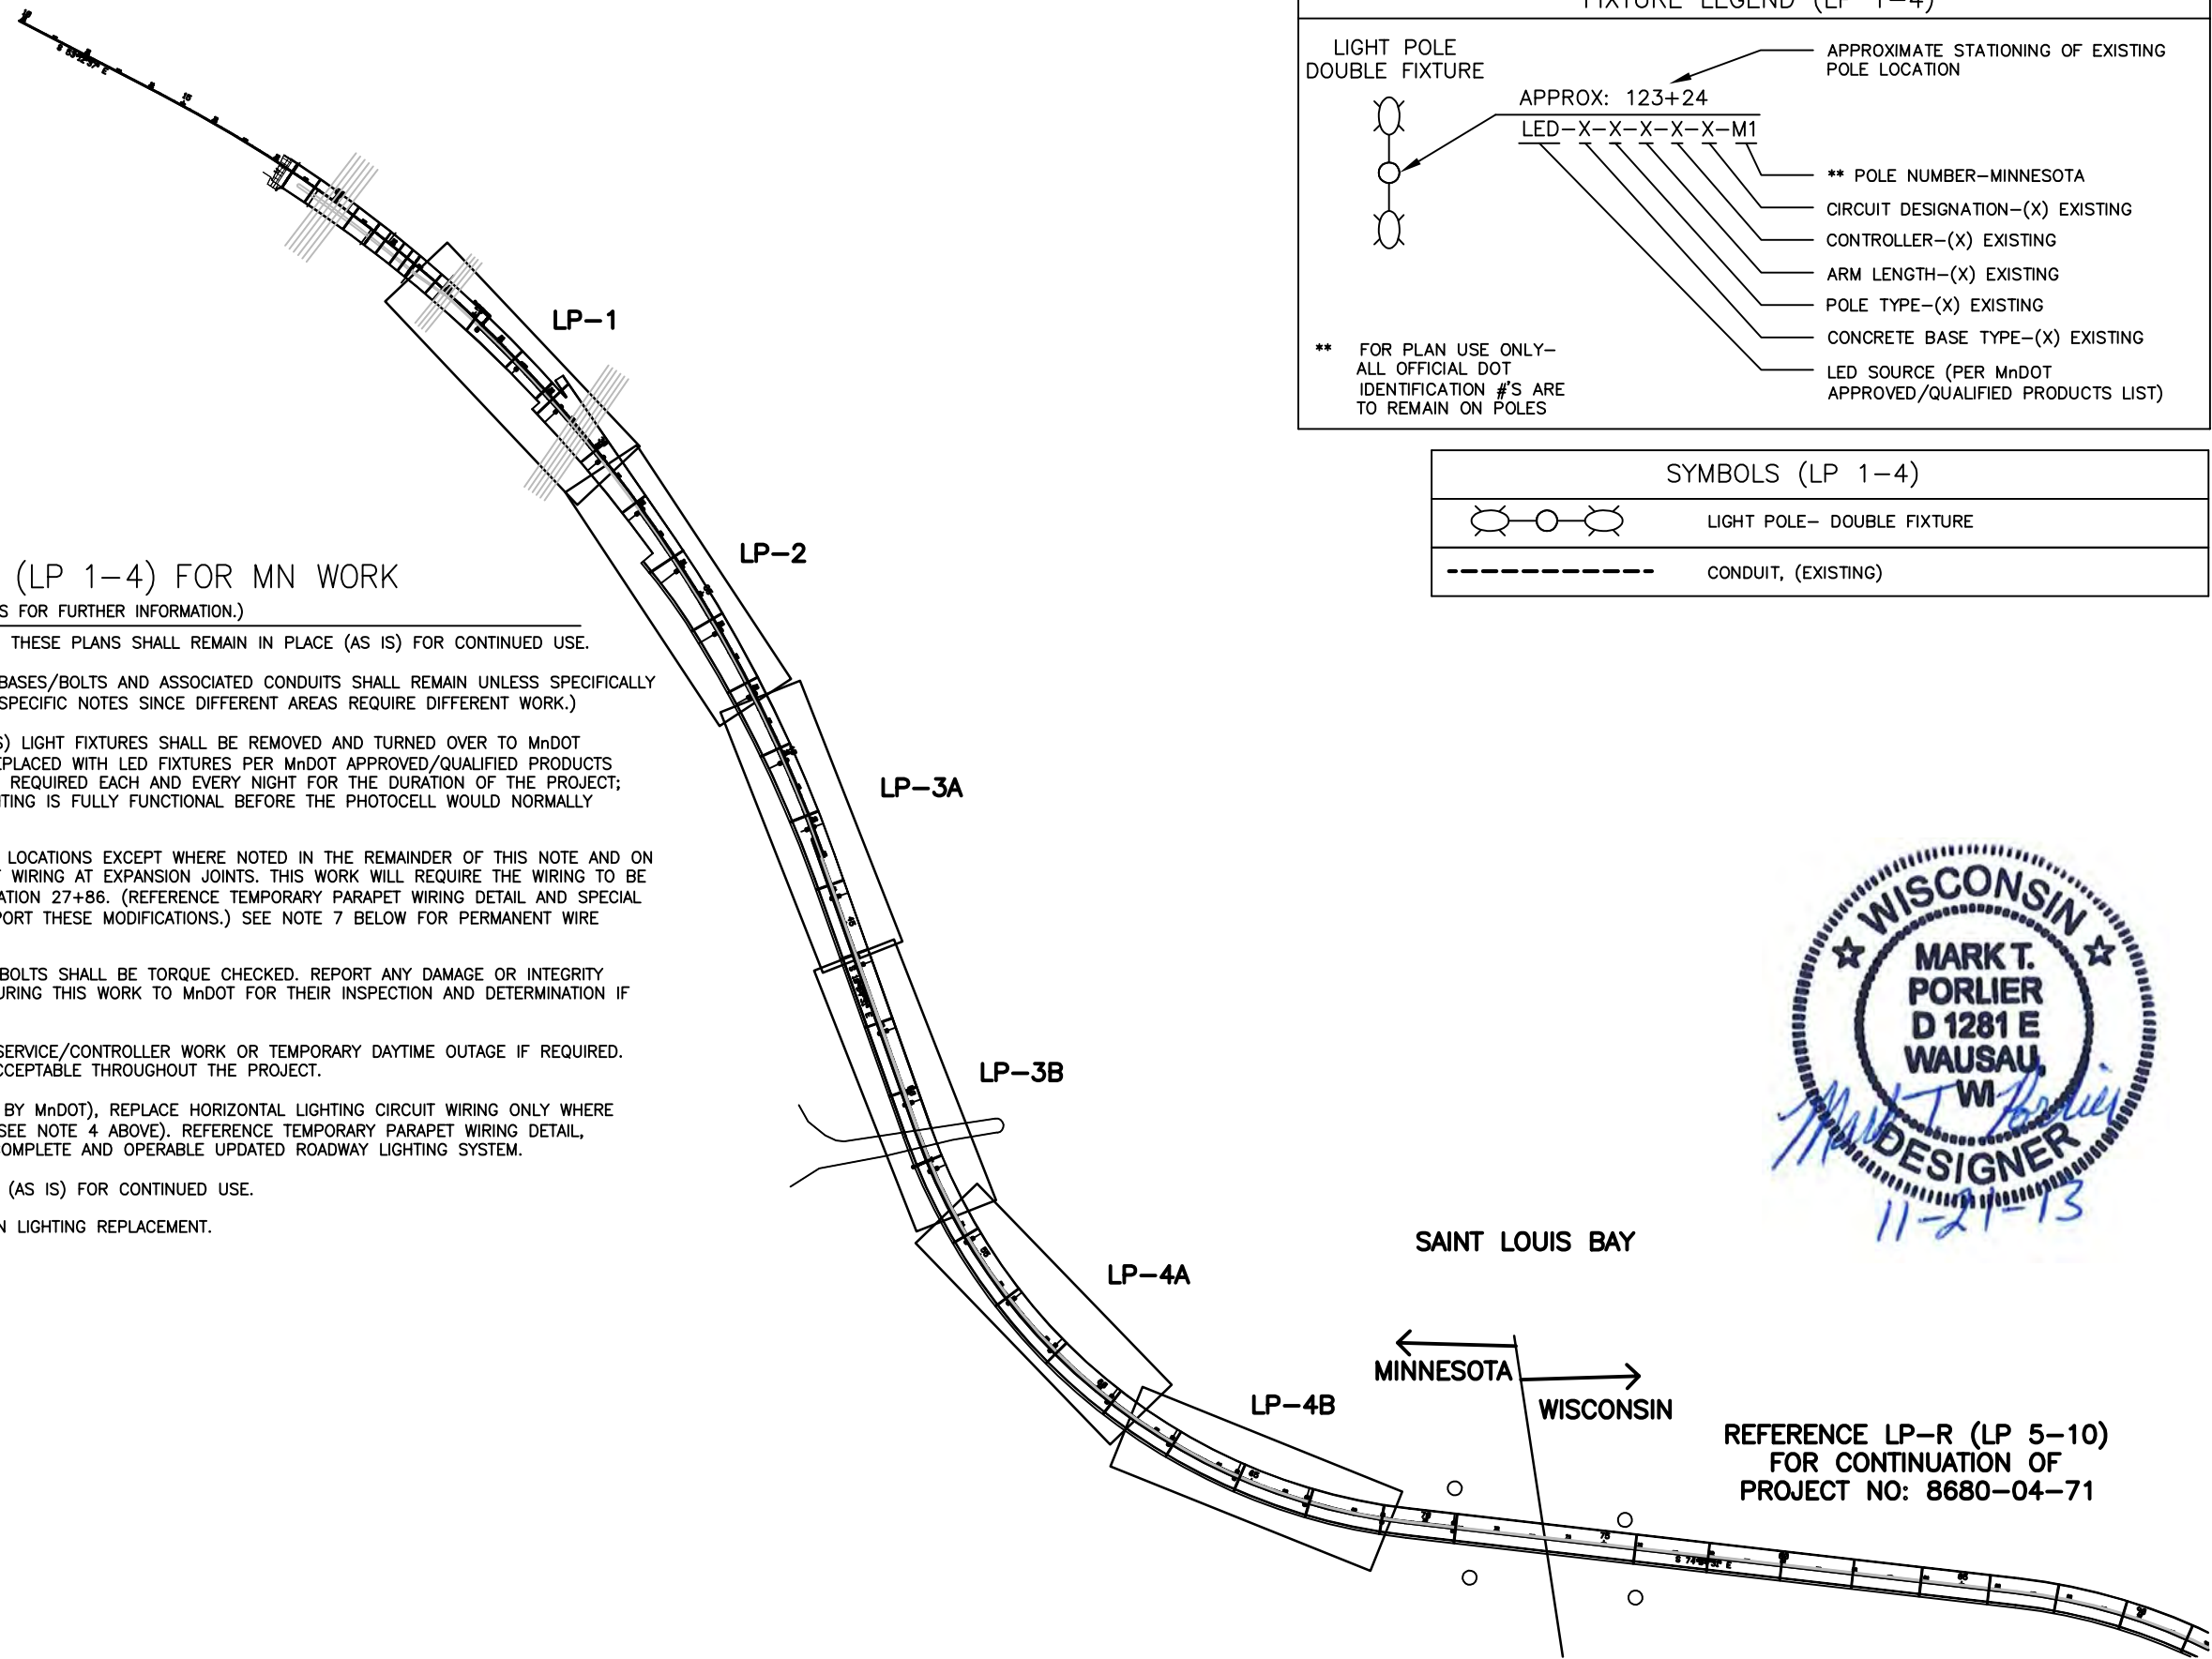 FIXTURE LEGEND (LP 1-4)
LIGHT POLE
DOUBLE FIXTURE
APPROXIMATE STATIONING OF EXISTING
POLE LOCATION
APPROX: 123+24
LED-X-X-X-X-X-M1
** POLE NUMBER-MINNESOTA
CIRCUIT DESIGNATION-(X) EXISTING
CONTROLLER-(X) EXISTING
ARM LENGTH-(X) EXISTING
POLE TYPE-(X) EXISTING
CONCRETE BASE TYPE-(X) EXISTING
LED SOURCE (PER MnDOT
APPROVED/QUALIFIED PRODUCTS LIST)
** FOR PLAN USE ONLY-
ALL OFFICIAL DOT
IDENTIFICATION #'S ARE
TO REMAIN ON POLES
SYMBOLS (LP 1-4)
LIGHT POLE- DOUBLE FIXTURE
CONDUIT, (EXISTING)
(LP 1-4) FOR MN WORK
S FOR FURTHER INFORMATION.)
THESE PLANS SHALL REMAIN IN PLACE (AS IS) FOR CONTINUED USE.
BASES/BOLTS AND ASSOCIATED CONDUITS SHALL REMAIN UNLESS SPECIFICALLY
SPECIFIC NOTES SINCE DIFFERENT AREAS REQUIRE DIFFERENT WORK.)
S) LIGHT FIXTURES SHALL BE REMOVED AND TURNED OVER TO MnDOT
EPLACED WITH LED FIXTURES PER MnDOT APPROVED/QUALIFIED PRODUCTS
REQUIRED EACH AND EVERY NIGHT FOR THE DURATION OF THE PROJECT;
TING IS FULLY FUNCTIONAL BEFORE THE PHOTOCELL WOULD NORMALLY
LOCATIONS EXCEPT WHERE NOTED IN THE REMAINDER OF THIS NOTE AND ON
T WIRING AT EXPANSION JOINTS. THIS WORK WILL REQUIRE THE WIRING TO BE
ATION 27+86. (REFERENCE TEMPORARY PARAPET WIRING DETAIL AND SPECIAL
PORT THESE MODIFICATIONS.) SEE NOTE 7 BELOW FOR PERMANENT WIRE
BOLTS SHALL BE TORQUE CHECKED. REPORT ANY DAMAGE OR INTEGRITY
URING THIS WORK TO MnDOT FOR THEIR INSPECTION AND DETERMINATION IF
SERVICE/CONTROLLER WORK OR TEMPORARY DAYTIME OUTAGE IF REQUIRED.
CCEPTABLE THROUGHOUT THE PROJECT.
BY MnDOT), REPLACE HORIZONTAL LIGHTING CIRCUIT WIRING ONLY WHERE
SEE NOTE 4 ABOVE). REFERENCE TEMPORARY PARAPET WIRING DETAIL,
OMPLETE AND OPERABLE UPDATED ROADWAY LIGHTING SYSTEM.
(AS IS) FOR CONTINUED USE.
N LIGHTING REPLACEMENT.
LP-1
LP-2
LP-3A
LP-3B
LP-4A
LP-4B
SAINT LOUIS BAY
MINNESOTA
WISCONSIN
REFERENCE LP-R (LP 5-10)
FOR CONTINUATION OF
PROJECT NO: 8680-04-71
WISCONSIN
MARK T.
PORLIER
D 1281 E
WAUSAU,
WI
DESIGNER
Mark T Porlier
11-21-13